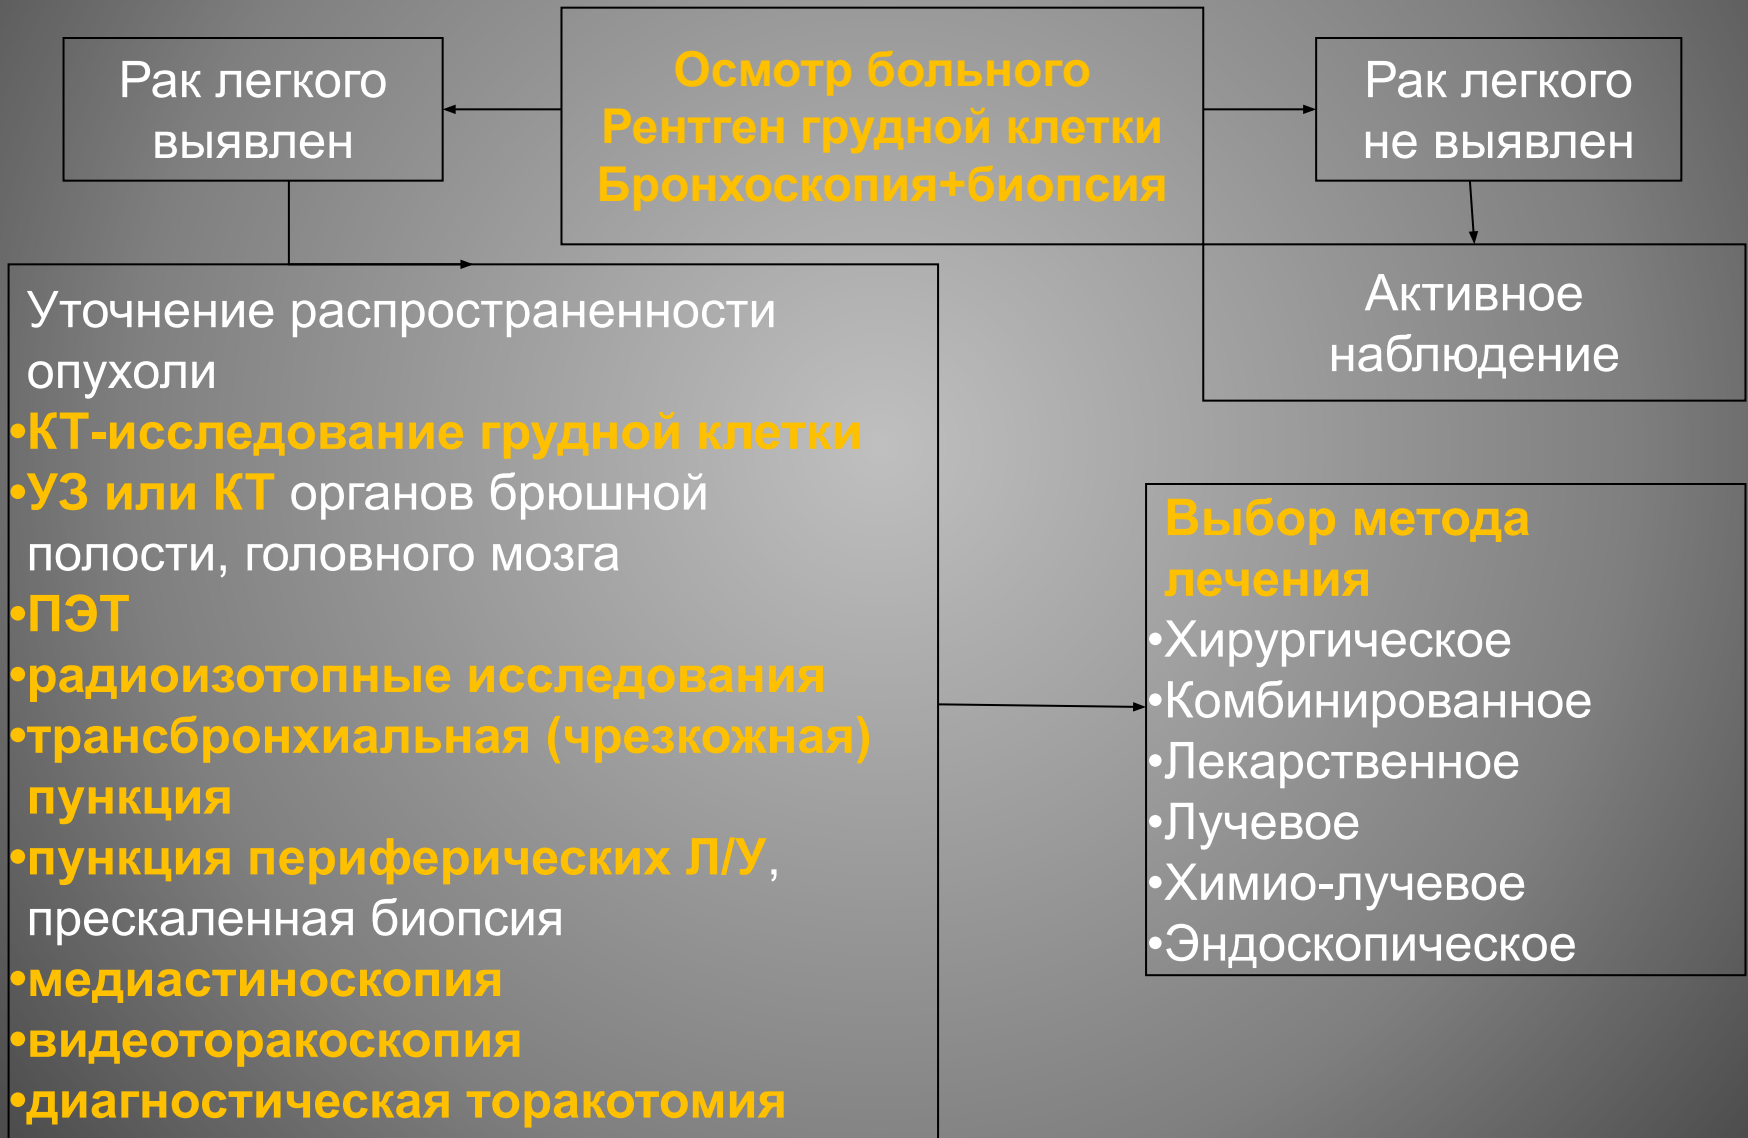 Рак легкого
выявлен
Осмотр больного
Рентген грудной клетки
Бронхоскопия+биопсия
Рак легкого
не выявлен
Активное
наблюдение
Уточнение распространенности
опухоли
•КТ-исследование грудной клетки
•УЗ или КТ органов брюшной
полости, головного мозга
•ПЭТ
•радиоизотопные исследования
•трансбронхиальная (чрезкожная)
пункция
•пункция периферических Л/У,
прескаленная биопсия
•медиастиноскопия
•видеоторакоскопия
•диагностическая торакотомия
Выбор метода
лечения
•Хирургическое
•Комбинированное
•Лекарственное
•Лучевое
•Химио-лучевое
•Эндоскопическое